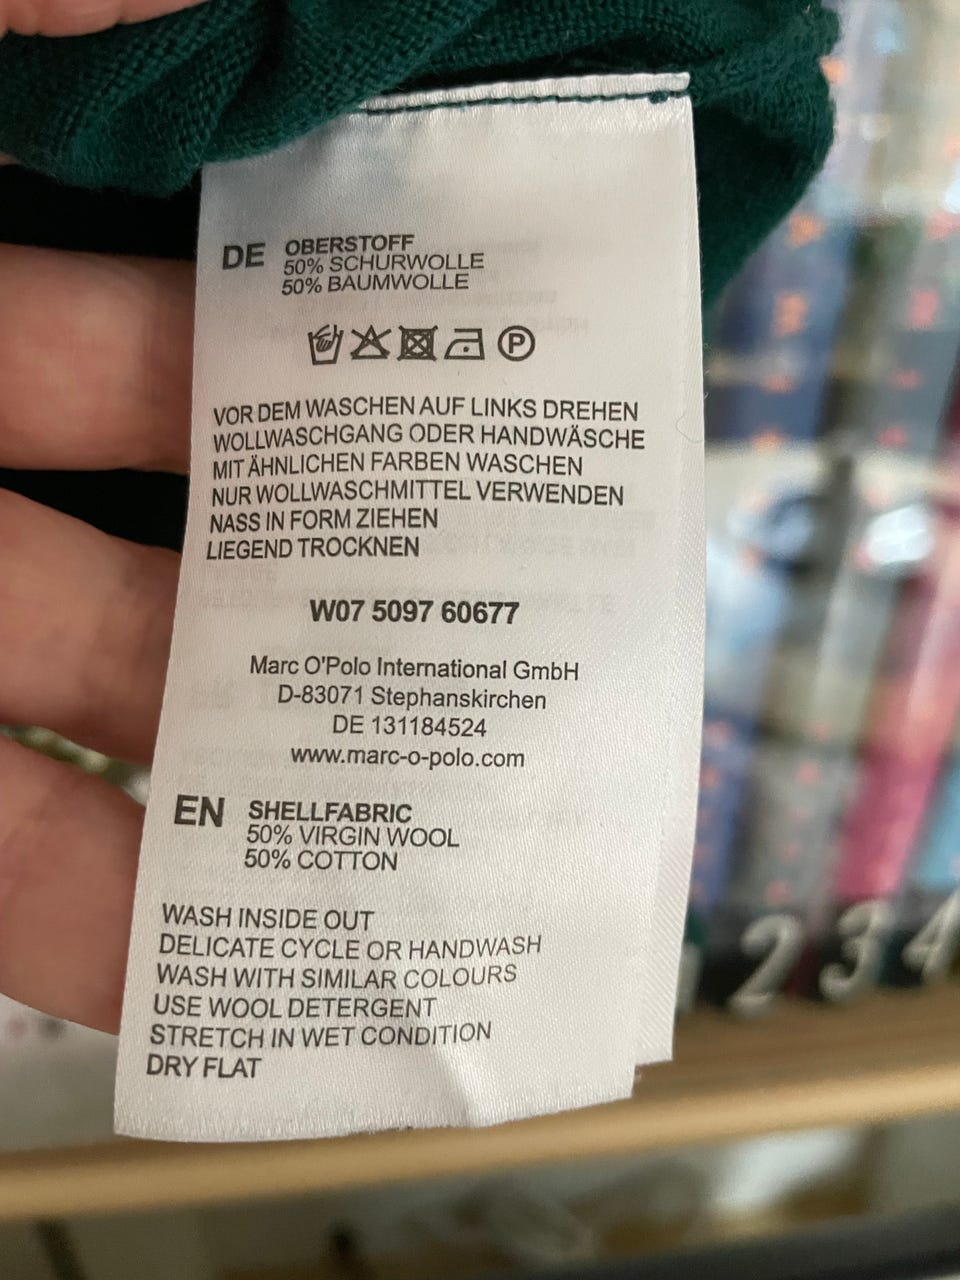 DE OBERSTOFF
50% SCHURWOLLE
50% BAUMWOLLE
P
VOR DEM WASCHEN AUF LINKS DREHEN
WOLLWASCHGANG ODER HANDWÄSCHE
MIT ÄHNLICHEN FARBEN WASCHEN
NUR WOLLWASCHMITTEL VERWENDEN
NASS IN FORM ZIEHEN
LIEGEND TROCKNEN
W07 5097 60677
Marc O'Polo International GmbH
D-83071 Stephanskirchen
DE 131184524
www.marc-o-polo.com
EN SHELLFABRIC
50% VIRGIN WOOL
50% COTTON
WASH INSIDE OUT
DELICATE CYCLE OR HANDWASH
WASH WITH SIMILAR COLOURS
USE WOOL DETERGENT
STRETCH IN WET CONDITION
DRY FLAT
2 3 4